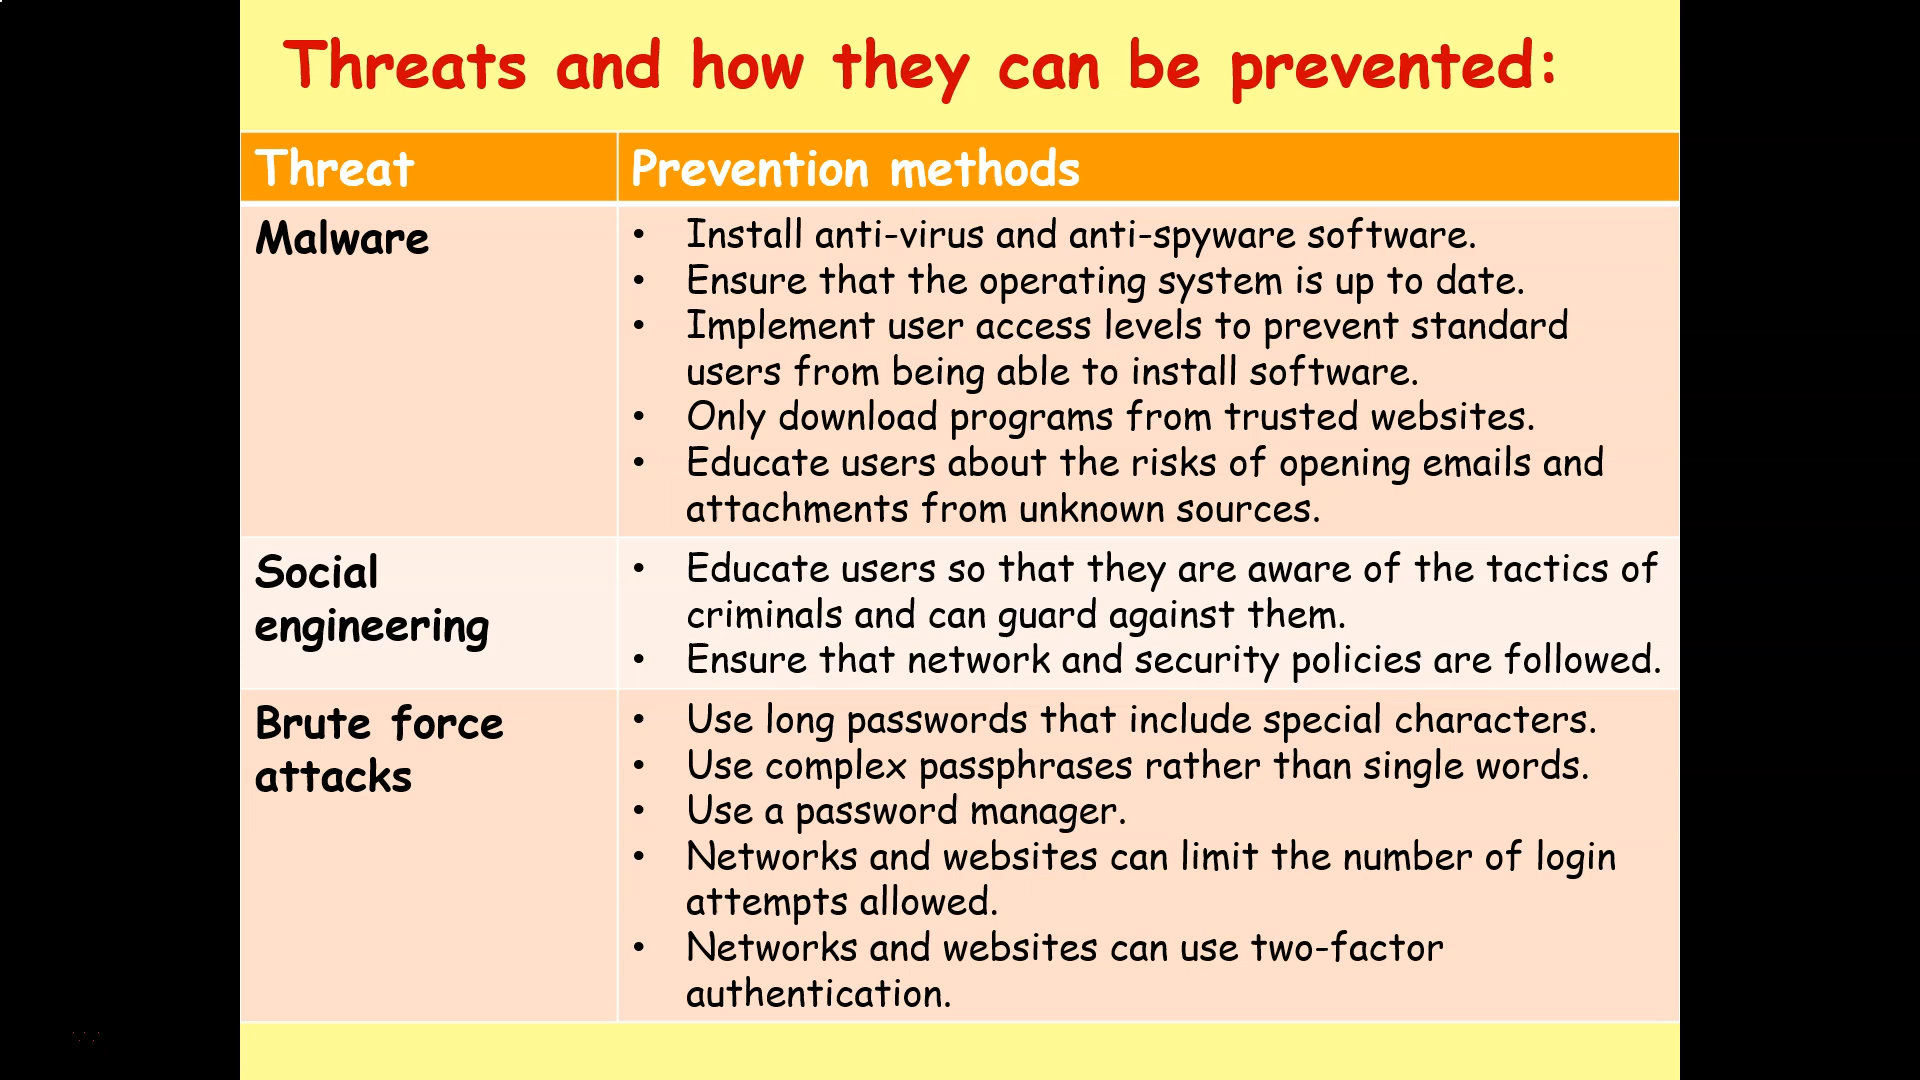 Threats and how they can be prevented:
Threat
Prevention methods
Malware
• Install anti-virus and anti-spyware software.
• Ensure that the operating system is up to date.
• Implement user access levels to prevent standard
users from being able to install software.
• Only download programs from trusted websites.
• Educate users about the risks of opening emails and
attachments from unknown sources.
Social
engineering
• Educate users so that they are aware of the tactics of
criminals and can guard against them.
• Ensure that network and security policies are followed.
Brute force
attacks
• Use long passwords that include special characters.
• Use complex passphrases rather than single words.
• Use a password manager.
• Networks and websites can limit the number of login
attempts allowed.
• Networks and websites can use two-factor
authentication.